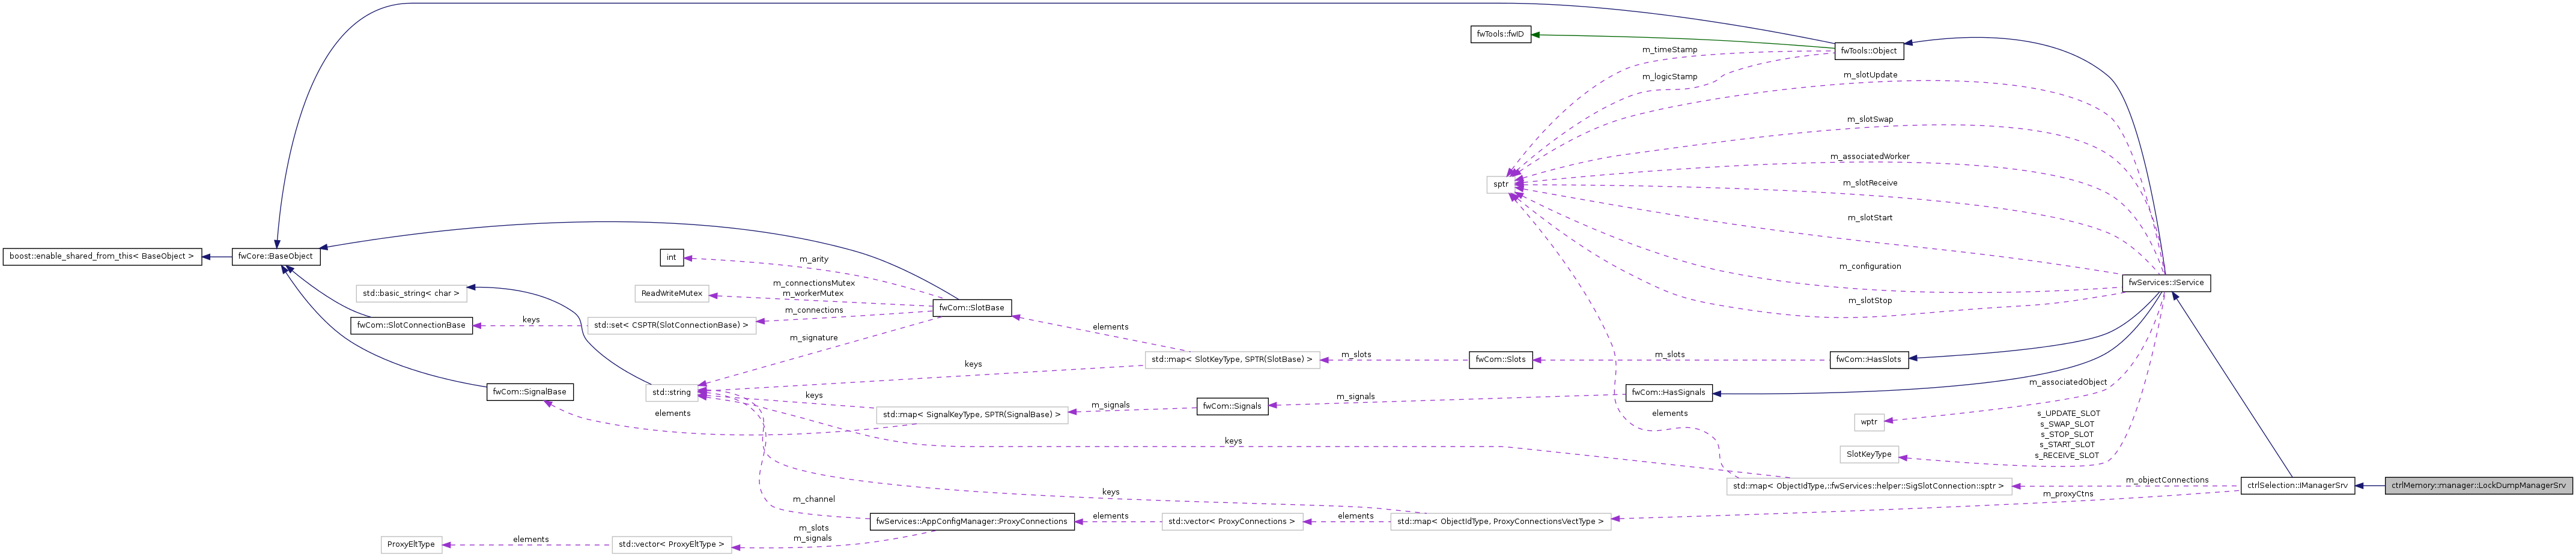 fwTools::fwID
fwTools::Object
m_timeStamp
m_logicStamp
m_slotUpdate
m_slotSwap
m_associatedWorker
sptr
m_slotReceive
m_slotStart
boost::enable_shared_from_this< BaseObject >
fwCore::BaseObject
int
m_arity
m_configuration
fwServices::IService
std::basic_string< char >
ReadWriteMutex
m_connectionsMutex
m_workerMutex
fwCom::SlotBase
m_slotStop
fwCom::SlotConnectionBase
keys
std::set< CSPTR(SlotConnectionBase) >
m_connections
elements
m_signature
std::map< SlotKeyType, SPTR(SlotBase) >
m_slots
fwCom::Slots
m_slots
fwCom::HasSlots
keys
fwCom::SignalBase
std::string
m_associatedObject
fwCom::HasSignals
keys
m_signals
m_signals
fwCom::Signals
elements
std::map< SignalKeyType, SPTR(SignalBase) >
elements
wptr
s_UPDATE_SLOT
s_SWAP_SLOT
s_STOP_SLOT
s_START_SLOT
s_RECEIVE_SLOT
keys
SlotKeyType
std::map< ObjectIdType,::fwServices::helper::SigSlotConnection::sptr >
m_objectConnections
ctrlSelection::IManagerSrv
ctrlMemory::manager::LockDumpManagerSrv
keys
m_proxyCtns
m_channel
fwServices::AppConfigManager::ProxyConnections
elements
std::vector< ProxyConnections >
elements
std::map< ObjectIdType, ProxyConnectionsVectType >
m_slots
m_signals
ProxyEltType
elements
std::vector< ProxyEltType >